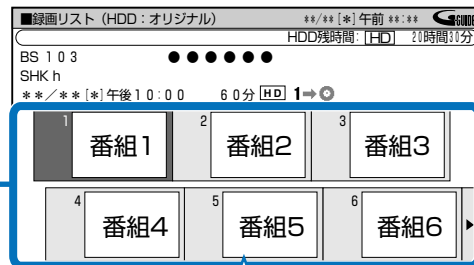 ■録画リスト（HDD：オリジナル） **/** [*] 午前 **:** G-GUIDE
HDD残時間： HD 20時間30分
BS 103 ●●●●●●
SHK h
**/** [*] 午後10:00 60分 HD 1➡
1 番組1 2 番組2 3 番組3
4 番組4 5 番組5 6 番組6 ▶